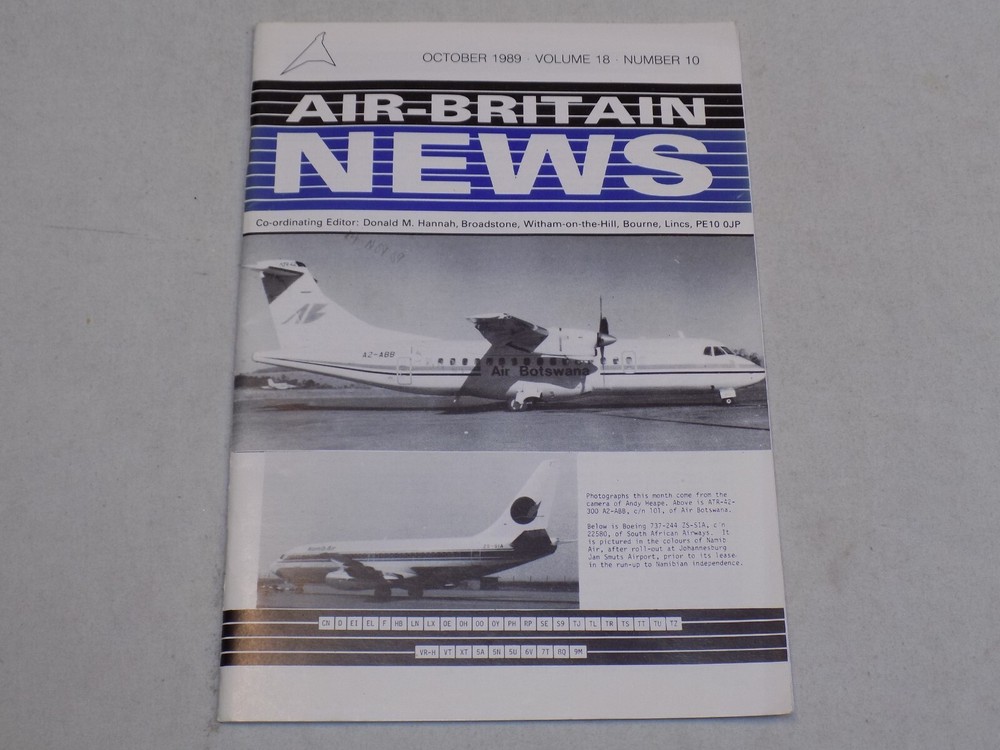 OCTOBER 1989 · VOLUME 18 · NUMBER 10
AIR-BRITAIN
NEWS
Co-ordinating Editor: Donald M. Hannah, Broadstone, Witham-on-the-Hill, Bourne, Lincs, PE10 0JP
A2-ABB
Air Botswana
Photographs this month come from the
camera of Andy Heape. Above is ATR-42-
300 A2-ABB, c/n 101, of Air Botswana.
Below is Boeing 737-244 ZS-SIA, c/n
22580, of South African Airways. It
is pictured in the colours of Namib
Air, after roll-out at Johannesburg
Jan Smuts Airport, prior to its lease
in the run-up to Namibian independence.
namib air
ZS-SIA
CN D EI EL F HB LN LX OE OH OO OY PH RP SE S9 TJ TL TR TS TT TU TZ
VR-H VT XT 5A 5N 5U 6V 7T 8Q 9M